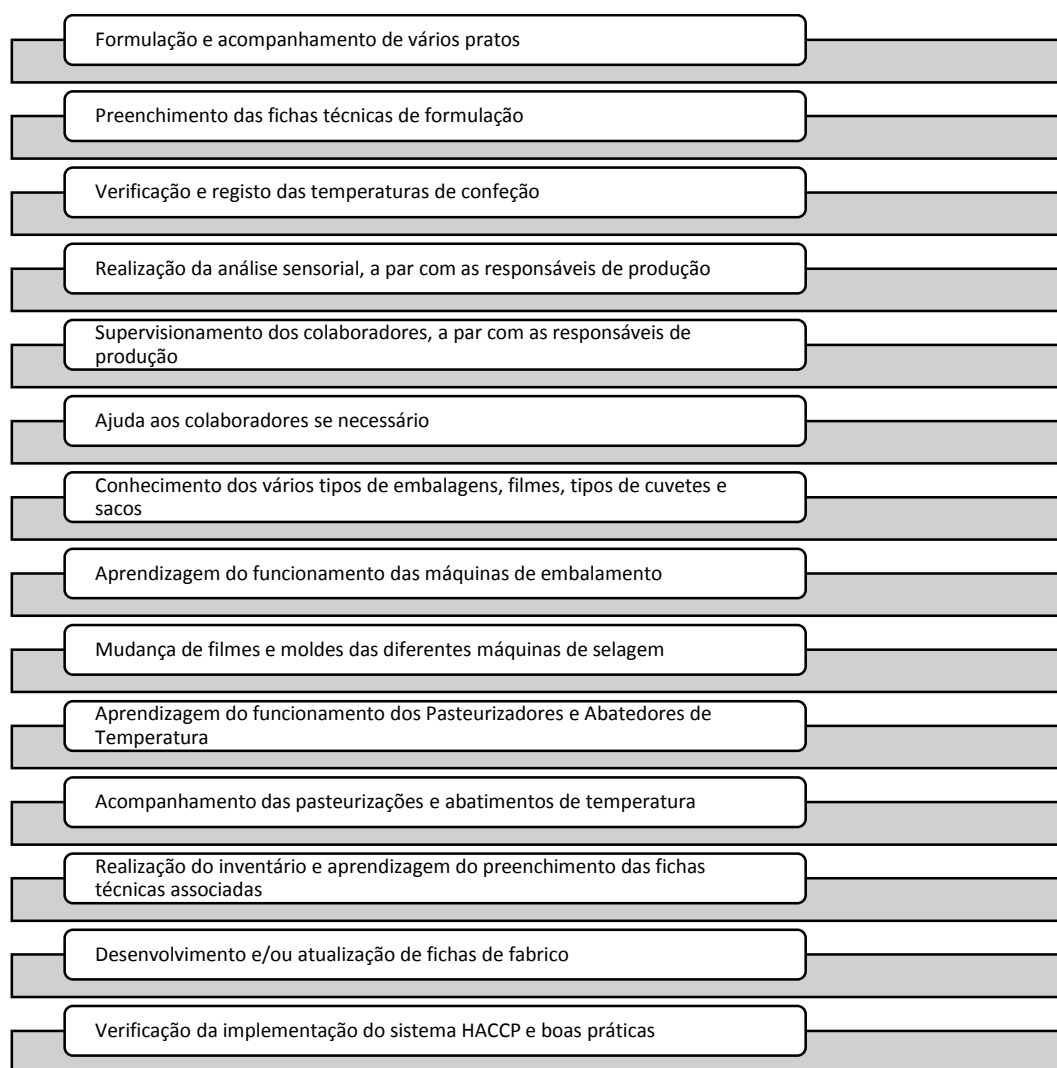 Formulação e acompanhamento de vários pratos
Preenchimento das fichas técnicas de formulação
Verificação e registo das temperaturas de confeção
Realização da análise sensorial, a par com as responsáveis de produção
Supervisionamento dos colaboradores, a par com as responsáveis de
produção
Ajuda aos colaboradores se necessário
Conhecimento dos vários tipos de embalagens, filmes, tipos de cuvetes e
sacos
Aprendizagem do funcionamento das máquinas de embalamento
Mudança de filmes e moldes das diferentes máquinas de selagem
Aprendizagem do funcionamento dos Pasteurizadores e Abatedores de
Temperatura
Acompanhamento das pasteurizações e abatimentos de temperatura
Realização do inventário e aprendizagem do preenchimento das fichas
técnicas associadas
Desenvolvimento e/ou atualização de fichas de fabrico
Verificação da implementação do sistema HACCP e boas práticas